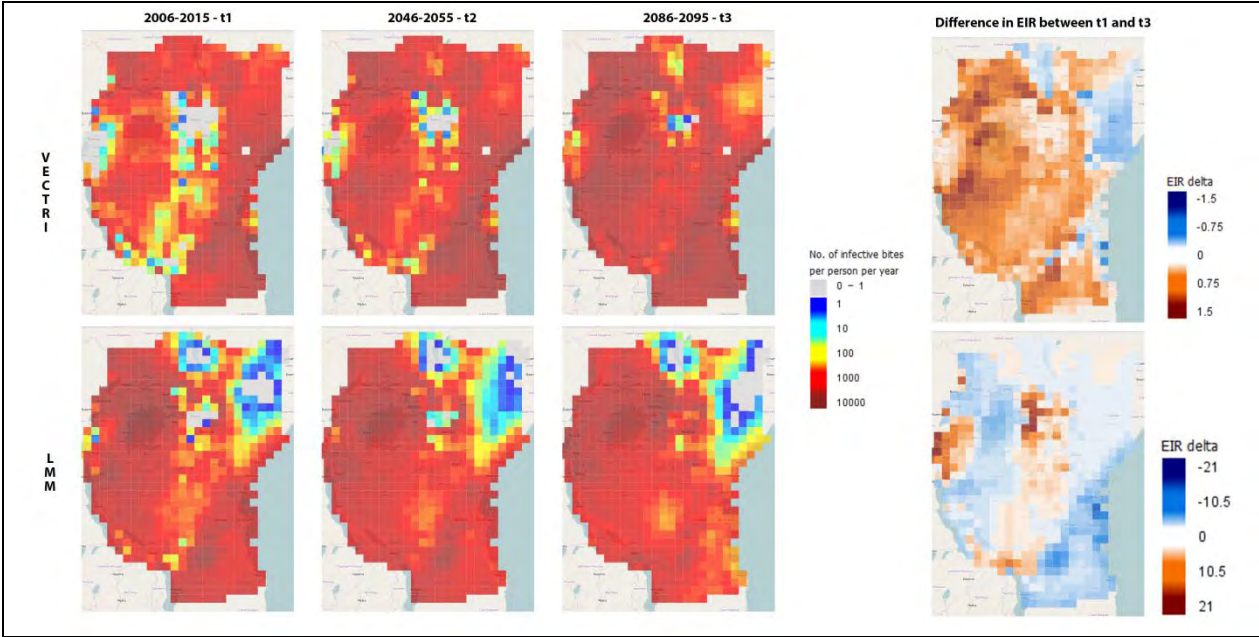 2006-2015 - t1
2046-2055 - t2
2086-2095 - t3
Difference in EIR between t1 and t3
VECTRI
LMM
No. of infective bites
per person per year
0 - 1
1
10
100
1000
10000
EIR delta
-1.5
-0.75
0
0.75
1.5
EIR delta
-21
-10.5
0
10.5
21